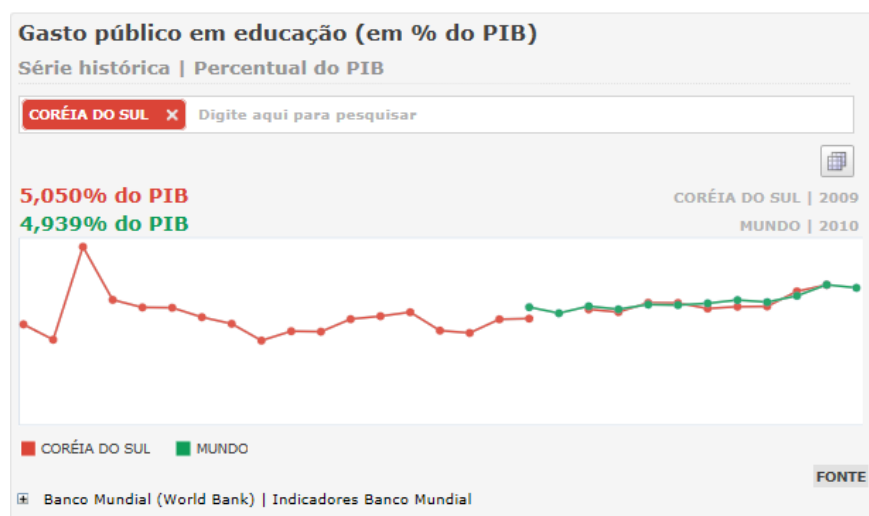 Gasto público em educação (em % do PIB)
Série histórica | Percentual do PIB
CORÉIA DO SUL × Digite aqui para pesquisar
5,050% do PIB
CORÉIA DO SUL | 2009
4,939% do PIB
MUNDO | 2010
CORÉIA DO SUL MUNDO
FONTE
Banco Mundial (World Bank) | Indicadores Banco Mundial